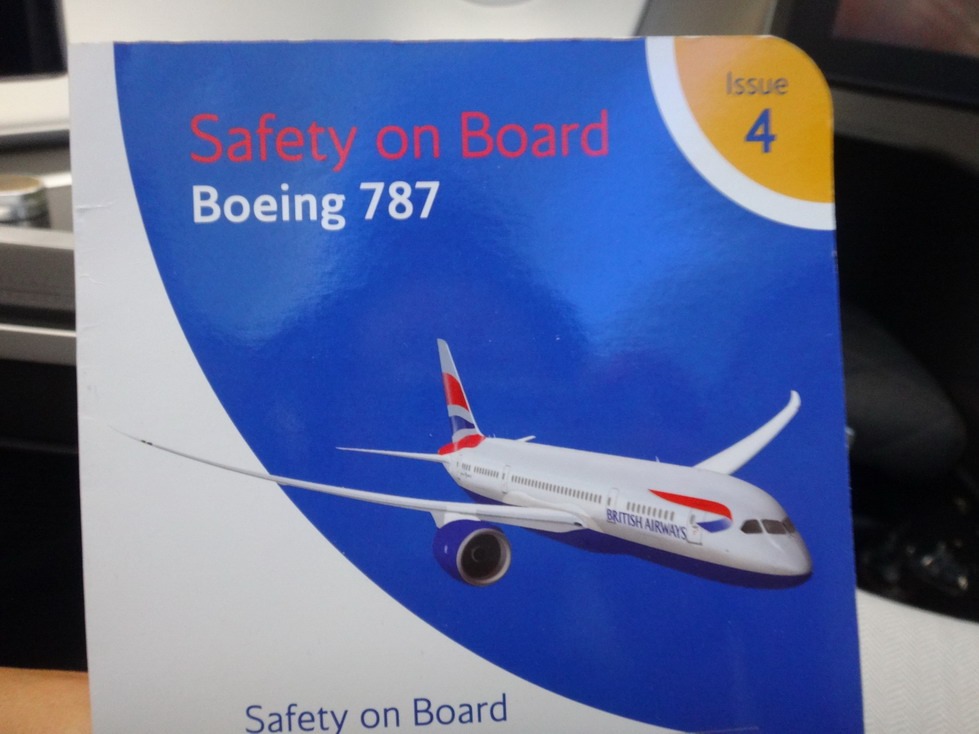 Issue
4
Safety on Board
Boeing 787
BRITISH AIRWAYS
Safety on Board